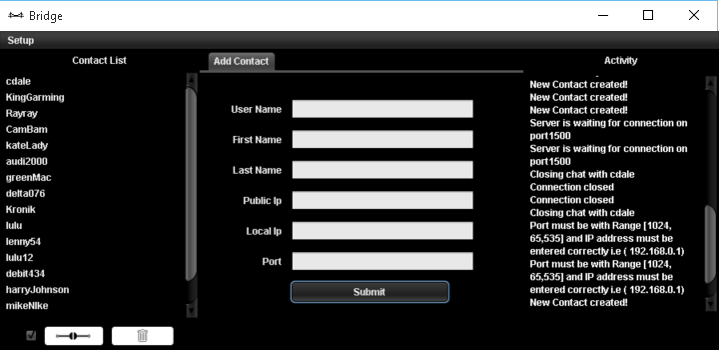 Bridge
Setup
Contact List
cdale
KingGarming
Rayray
CamBam
kateLady
audi2000
greenMac
delta076
Kronik
lulu
lenny54
lulu12
debit434
harryJohnson
mikeNIke
Add Contact
User Name
First Name
Last Name
Public Ip
Local Ip
Port
Submit
Activity
New Contact created!
New Contact created!
New Contact created!
Server is waiting for connection on
port1500
Server is waiting for connection on
port1500
Closing chat with cdale
Connection closed
Connection closed
Closing chat with cdale
Port must be with Range [1024,
65,535] and IP address must be
entered correctly i.e ( 192.168.0.1)
Port must be with Range [1024,
65,535] and IP address must be
entered correctly i.e ( 192.168.0.1)
New Contact created!